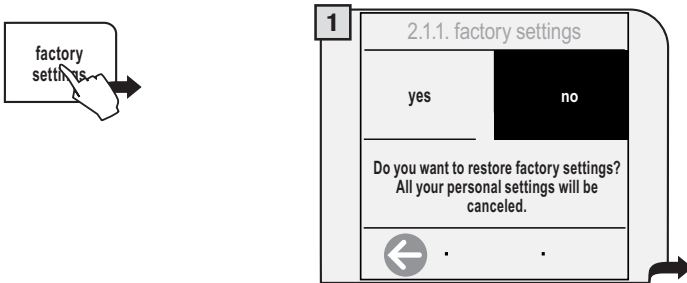 factory
settings
1
2.1.1. factory settings
yes
no
Do you want to restore factory settings?
All your personal settings will be
canceled.